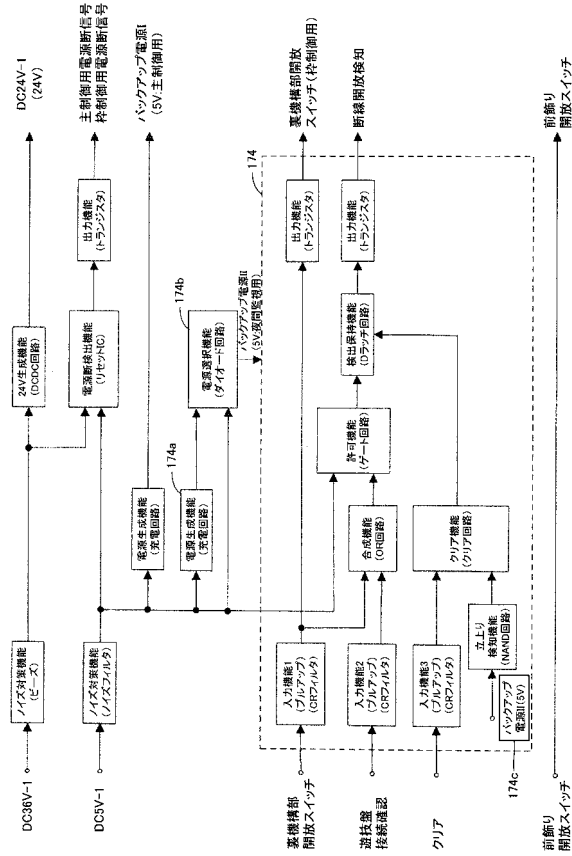 DC36V-1
ノイズ対策機能
(ビーズ)
24V生成機能
(DCDC回路)
DC24V-1
(24V)
DC5V-1
ノイズ対策機能
(ノイズフィルタ)
電源断検出機能
(リセットIC)
出力機能
(トランジスタ)
主制御用電源断信号
枠制御用電源断信号
電源生成機能
(充電回路)
バックアップ電源Ⅰ
(5V:主制御用)
174a
電源生成機能
(充電回路)
174b
電源選択機能
(ダイオード回路)
バックアップ電源Ⅱ
(5V:夜間監視用)
174
裏機構部
開放スイッチ
入力機能1
(プルアップ)
(CRフィルタ)
出力機能
(トランジスタ)
裏機構部開放
スイッチ(枠制御用)
遊技盤
接続確認
入力機能2
(プルアップ)
(CRフィルタ)
合成機能
(OR回路)
許可機能
(ゲート回路)
検出保持機能
(Dラッチ回路)
出力機能
(トランジスタ)
断線開放検知
クリア
入力機能3
(プルアップ)
(CRフィルタ)
クリア機能
(クリア回路)
立上り
検知機能
(NAND回路)
バックアップ
電源Ⅱ(5V)
174c
前飾り
開放スイッチ
前飾り
開放スイッチ